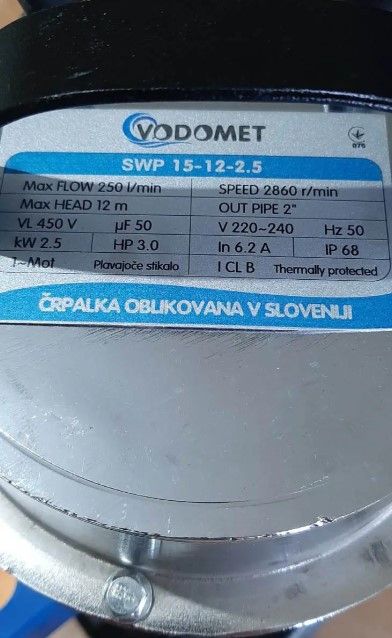 VODOMET
076
SWP 15-12-2.5
Max FLOW 250 l/min SPEED 2860 r/min
Max HEAD 12 m OUT PIPE 2"
VL 450 V µF 50 V 220~240 Hz 50
kW 2.5 HP 3.0 In 6.2 A IP 68
1~Mot Plavajoče stikalo I CL B Thermally protected
ČRPALKA OBLIKOVANA V SLOVENIJI